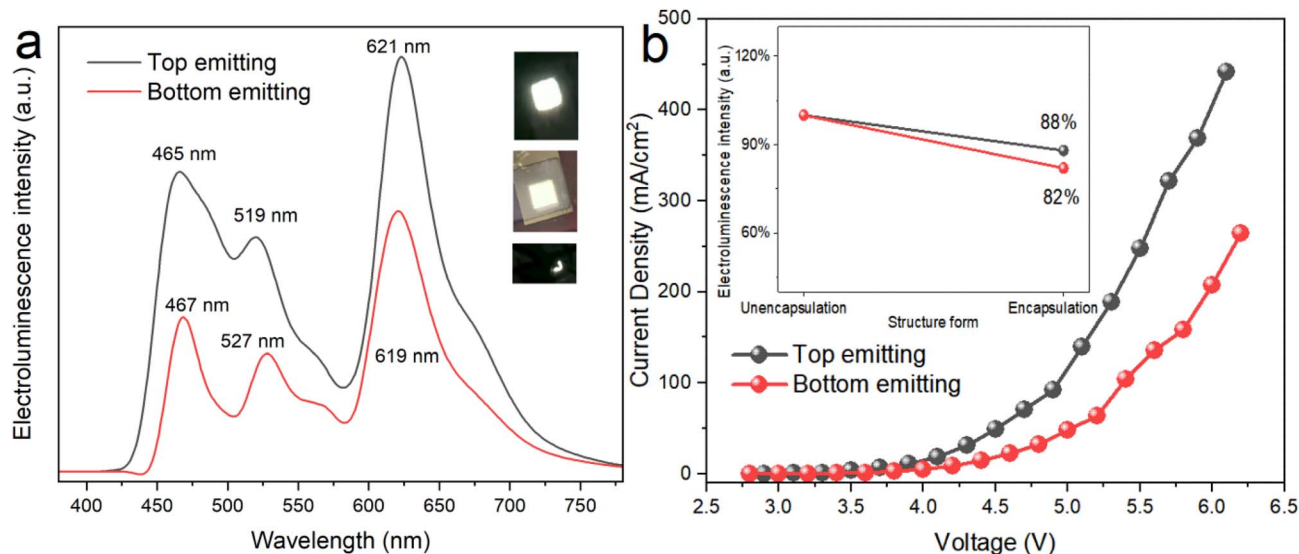 a
Electroluminescence intensity (a.u.)
Top emitting
Bottom emitting
621 nm
465 nm
519 nm
467 nm
527 nm
619 nm
400 450 500 550 600 650 700 750
Wavelength (nm)
b
Current Density (mA/cm²)
500
400
300
200
100
0
Electroluminescence intensity (a.u.)
120%
90%
60%
88%
82%
Unencapsulation
Encapsulation
Structure form
Top emitting
Bottom emitting
2.5 3.0 3.5 4.0 4.5 5.0 5.5 6.0 6.5
Voltage (V)